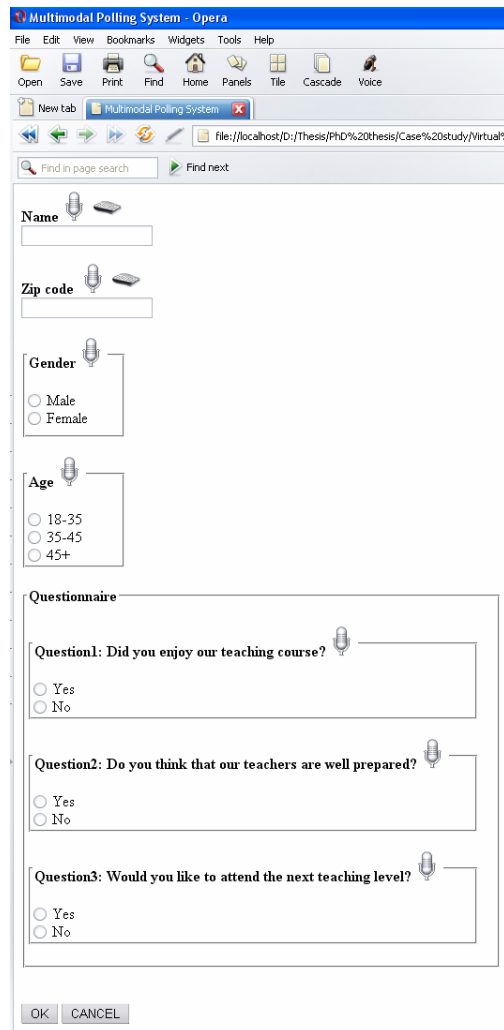 Multimodal Polling System - Opera
File Edit View Bookmarks Widgets Tools Help
Open Save Print Find Home Panels Tile Cascade Voice
New tab Multimodal Polling System
file://localhost/D:/Thesis/PhD%20thesis/Case%20study/Virtual%
Find in page search Find next
Name
Zip code
Gender
Male
Female
Age
18-35
35-45
45+
Questionnaire
Question1: Did you enjoy our teaching course?
Yes
No
Question2: Do you think that our teachers are well prepared?
Yes
No
Question3: Would you like to attend the next teaching level?
Yes
No
OK CANCEL